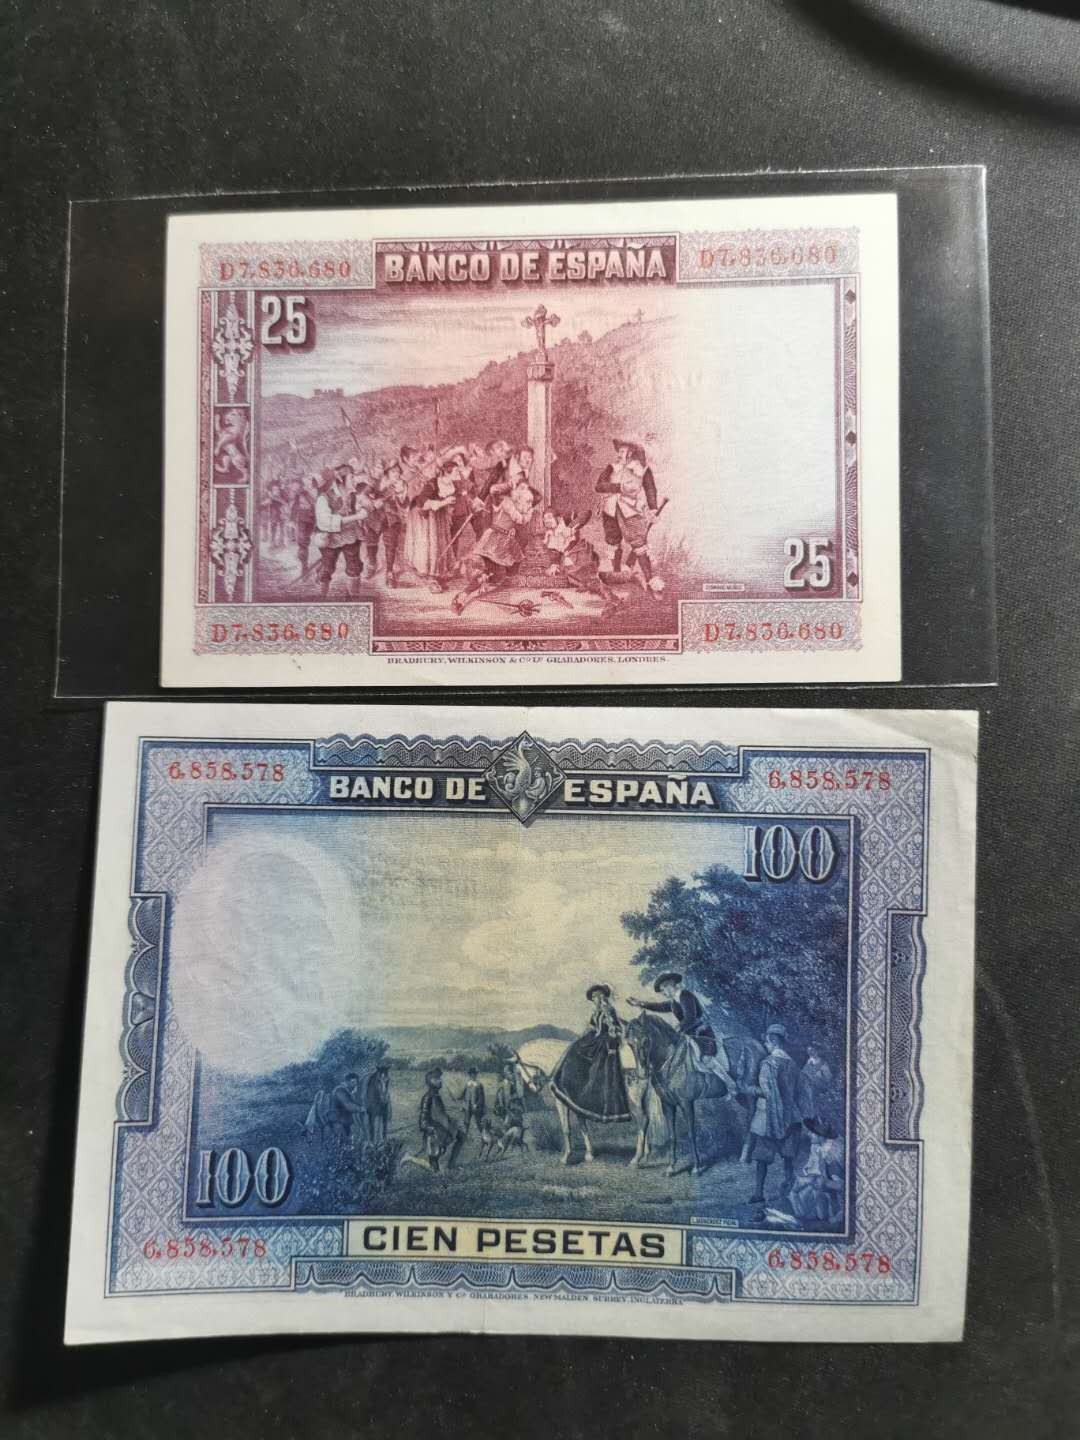 D7,836,680 BANCO DE ESPAÑA D7,836,680
25
25
D7,836,680 D7,836,680
BRADBURY, WILKINSON & Cº Lᴰ GRABADORES, LONDRES.
6,858,578 BANCO DE ESPAÑA 6,858,578
100
100
CIEN PESETAS
6,858,578 6,858,578
BRADBURY, WILKINSON Y Cª GRABADORES. NEW MALDEN. SURREY. INGLATERRA